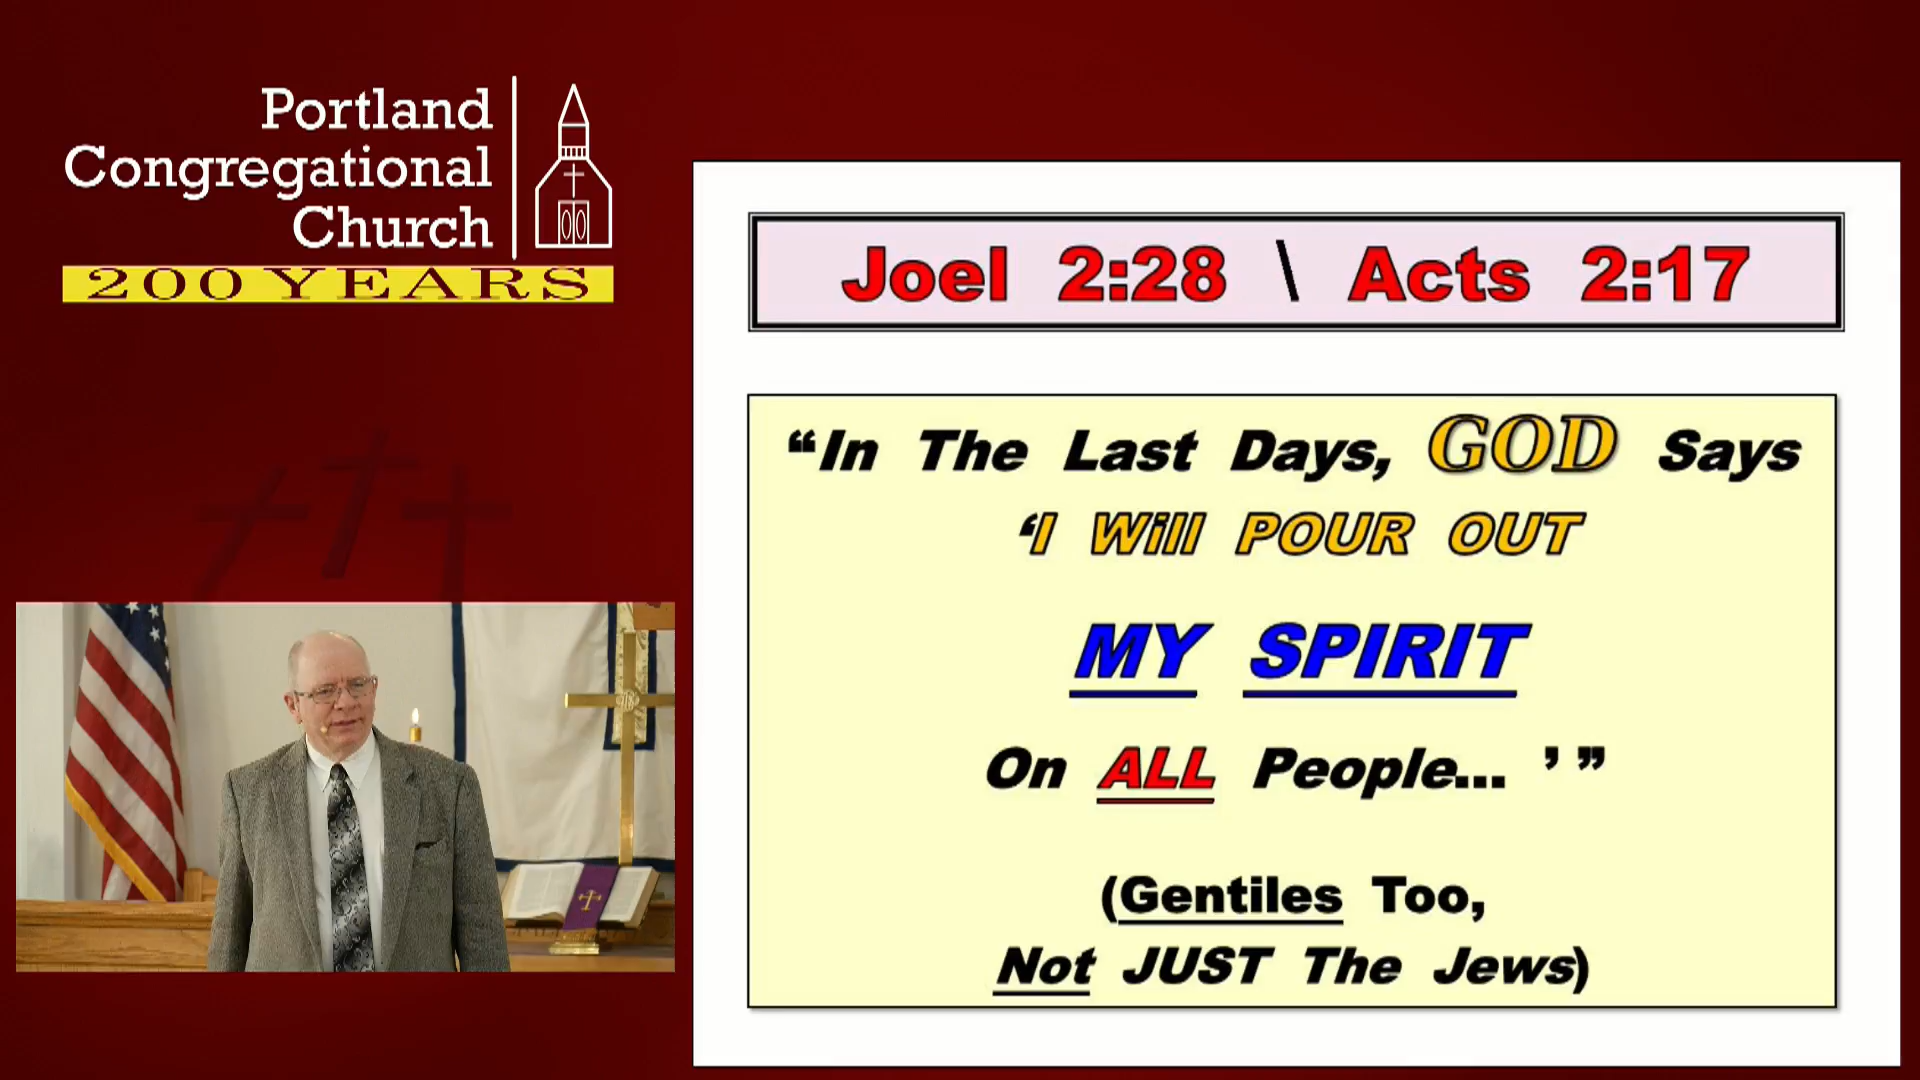 Portland
Congregational
Church
200 YEARS
Joel 2:28 \ Acts 2:17
“In The Last Days, GOD Says
‘I Will POUR OUT
MY SPIRIT
On ALL People... ’ ”
(Gentiles Too,
Not JUST The Jews)